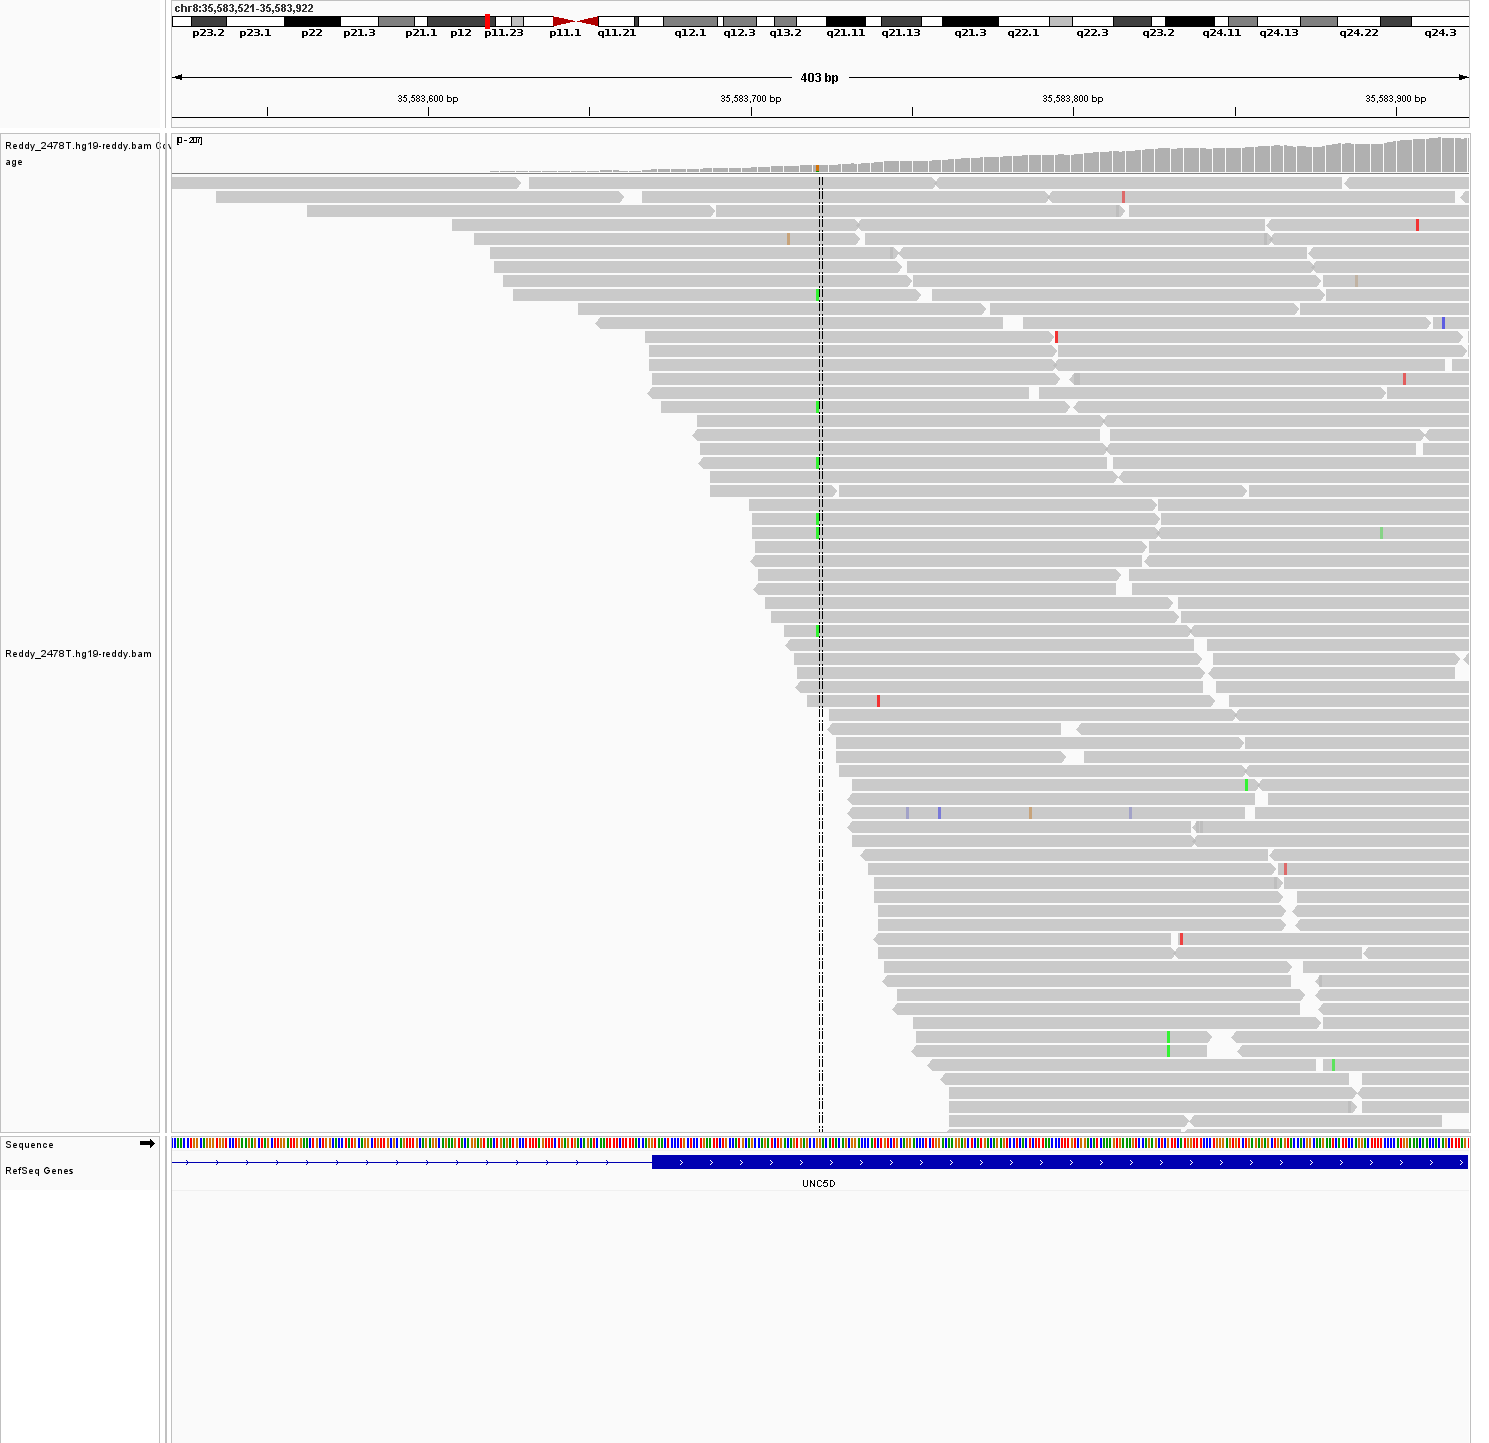 chr8:35,583,521-35,583,922
p23.2 p23.1 p22 p21.3 p21.1 p12 p11.23 p11.1 q11.21 q12.1 q12.3 q13.2 q21.11 q21.13 q21.3 q22.1 q22.3 q23.2 q24.11 q24.13 q24.22 q24.3
403 bp
35,583,600 bp 35,583,700 bp 35,583,800 bp 35,583,900 bp
[0 - 207]
Reddy_2478T.hg19-reddy.bam Cov
age
Reddy_2478T.hg19-reddy.bam
Sequence
RefSeq Genes
UNC5D